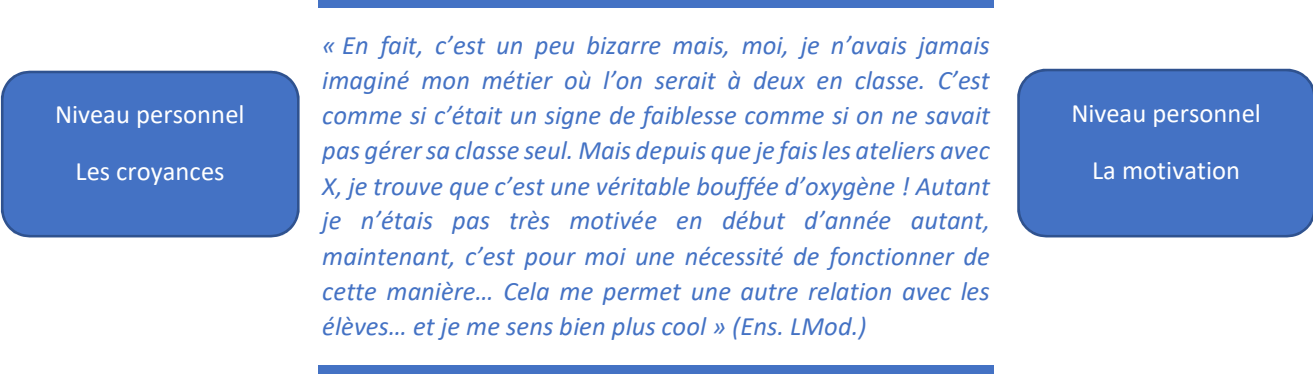 Niveau personnel
Les croyances
« En fait, c’est un peu bizarre mais, moi, je n’avais jamais
imaginé mon métier où l’on serait à deux en classe. C’est
comme si c’était un signe de faiblesse comme si on ne savait
pas gérer sa classe seul. Mais depuis que je fais les ateliers avec
X, je trouve que c’est une véritable bouffée d’oxygène ! Autant
je n’étais pas très motivée en début d’année autant,
maintenant, c’est pour moi une nécessité de fonctionner de
cette manière… Cela me permet une autre relation avec les
élèves… et je me sens bien plus cool » (Ens. LMod.)
Niveau personnel
La motivation